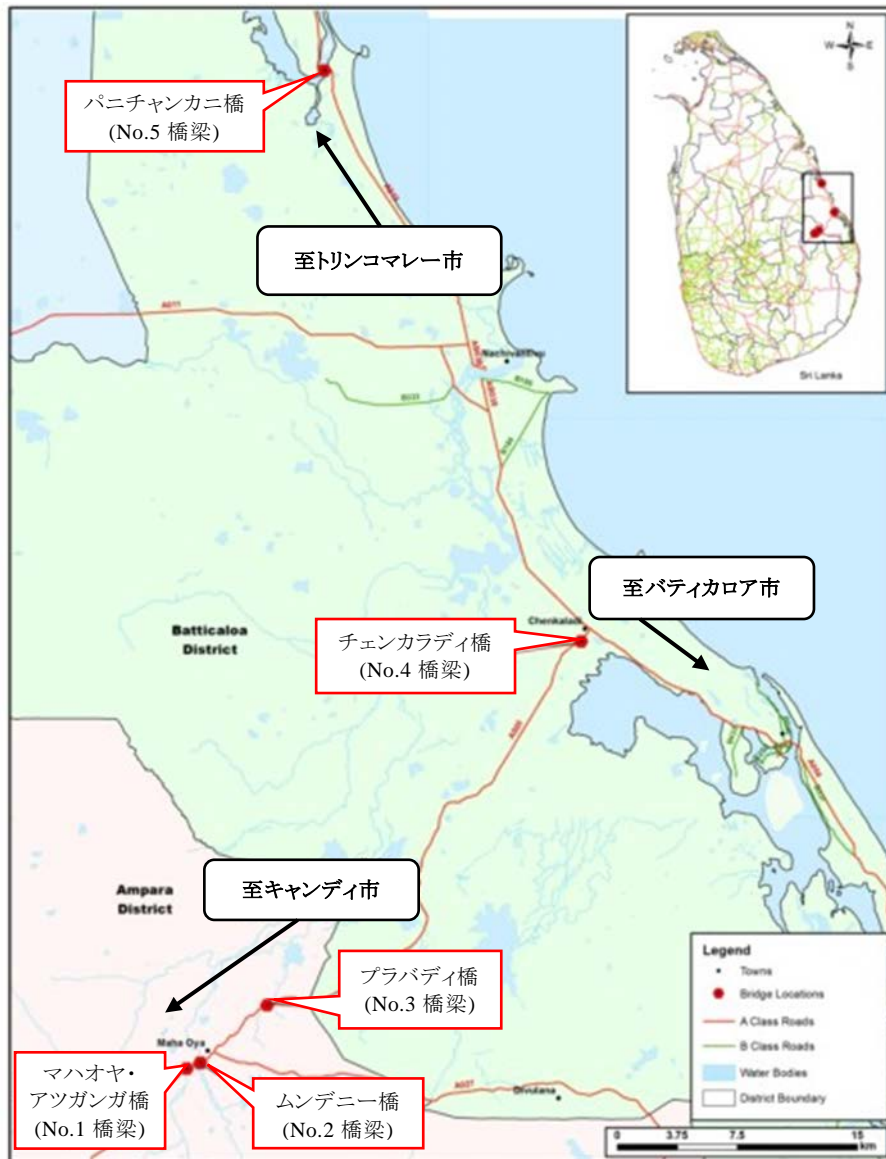 パニチャンカニ橋
(No.5 橋梁)
至トリンコマレー市
N
W
E
S
Sri Lanka
A011
Nachivanthvu
至バティカロア市
Chenkaladi
チェンカラディ橋
(No.4 橋梁)
Batticaloa
District
至キャンディ市
Ampara
District
プラバディ橋
(No.3 橋梁)
Maha Oya
マハオヤ・
アツガンガ橋
(No.1 橋梁)
ムンデニー橋
(No.2 橋梁)
A027
Divulana
Legend
Towns
Bridge Locations
A Class Roads
B Class Roads
Water Bodies
District Boundary
0 3.75 7.5 15
km